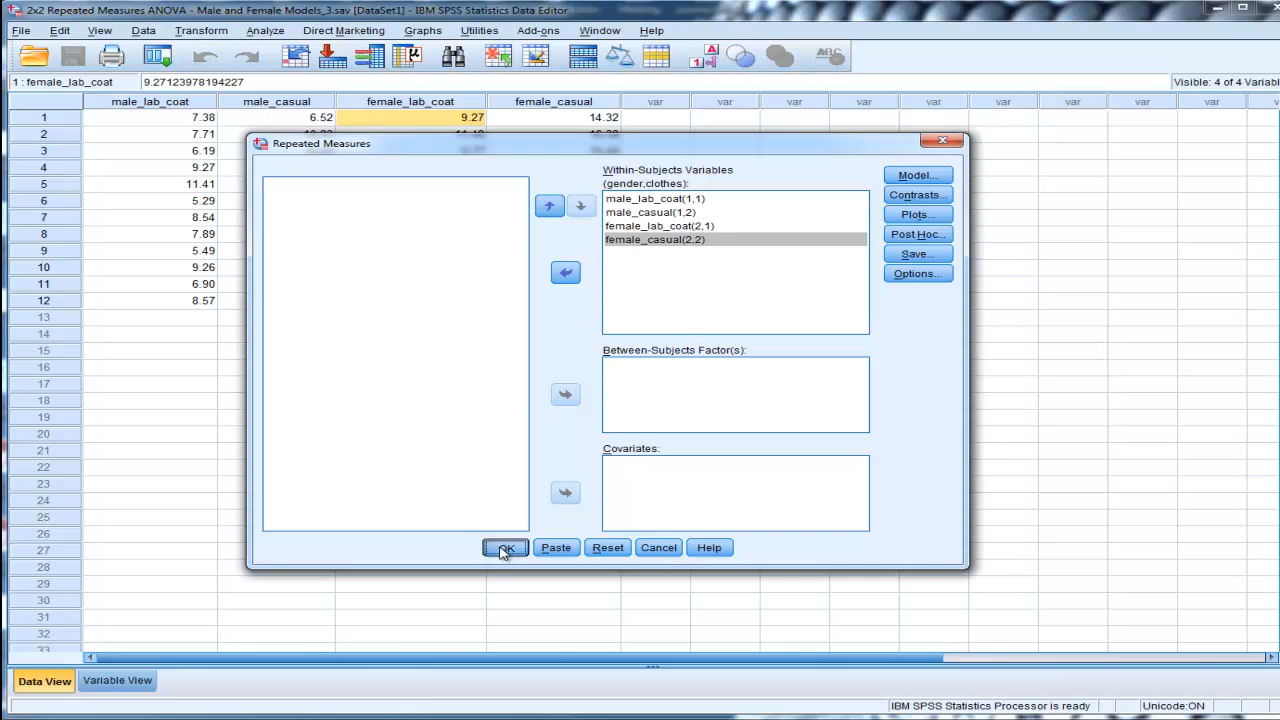 2x2 Repeated Measures ANOVA - Male and Female Models_3.sav [DataSet1] - IBM SPSS Statistics Data Editor
File Edit View Data Transform Analyze Direct Marketing Graphs Utilities Add-ons Window Help
1 : female_lab_coat 9.27123978194227 Visible: 4 of 4 Variabl
male_lab_coat male_casual female_lab_coat female_casual var var var var var var var var var
1 7.38 6.52 9.27 14.32
2 7.71
3 6.19
4 9.27
5 11.41
6 5.29
7 8.54
8 7.89
9 5.49
10 9.26
11 6.90
12 8.57
13
14
15
16
17
18
19
20
21
22
23
24
25
26
27
28
29
30
31
32
33
Repeated Measures
Within-Subjects Variables
(gender,clothes):
male_lab_coat(1,1)
male_casual(1,2)
female_lab_coat(2,1)
female_casual(2,2)
Model...
Contrasts...
Plots...
Post Hoc...
Save...
Options...
Between-Subjects Factor(s):
Covariates:
OK Paste Reset Cancel Help
Data View Variable View
IBM SPSS Statistics Processor is ready Unicode:ON